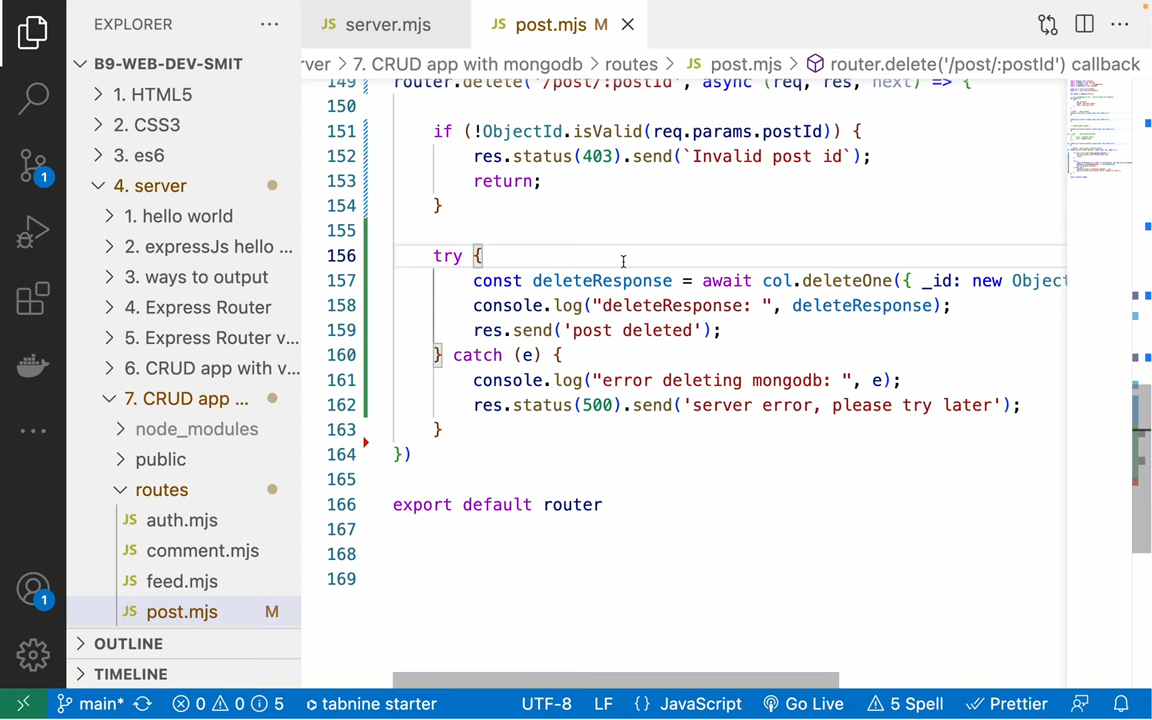 EXPLORER
server.mjs
post.mjs M
B9-WEB-DEV-SMIT
rver > 7. CRUD app with mongodb > routes > JS post.mjs > router.delete('/post/:postId') callback
1. HTML5
2. CSS3
3. es6
4. server
1. hello world
2. expressJs hello ...
3. ways to output
4. Express Router
5. Express Router v...
6. CRUD app with v...
7. CRUD app ...
node_modules
public
routes
JS auth.mjs
JS comment.mjs
JS feed.mjs
JS post.mjs M
OUTLINE
TIMELINE
149 router.delete('/post/:postId', async (req, res, next) => {
150
151 if (!ObjectId.isValid(req.params.postId)) {
152 res.status(403).send(`Invalid post id`);
153 return;
154 }
155
156 try {
157 const deleteResponse = await col.deleteOne({ _id: new Object
158 console.log("deleteResponse: ", deleteResponse);
159 res.send('post deleted');
160 } catch (e) {
161 console.log("error deleting mongodb: ", e);
162 res.status(500).send('server error, please try later');
163 }
164 })
165
166 export default router
167
168
169
1
1
main* 0 0 5 tabnine starter UTF-8 LF {} JavaScript Go Live 5 Spell Prettier